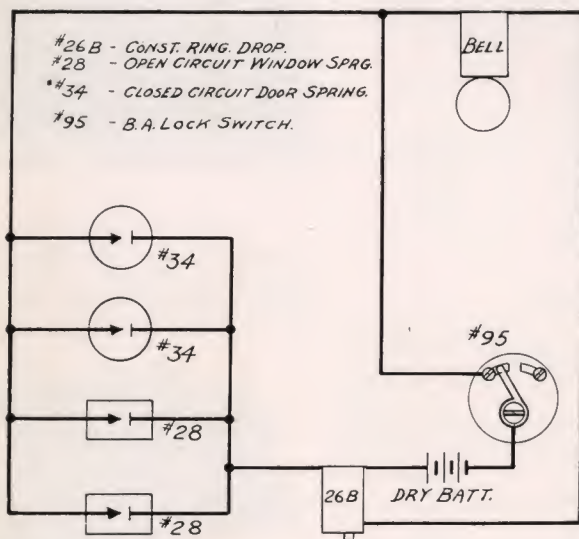 #26B - CONST. RING. DROP.
#28 - OPEN CIRCUIT WINDOW SPRG.
#34 - CLOSED CIRCUIT DOOR SPRING.
#95 - B.A. LOCK SWITCH.
BELL
#34
#34
#28
#28
#95
26B
DRY BATT.